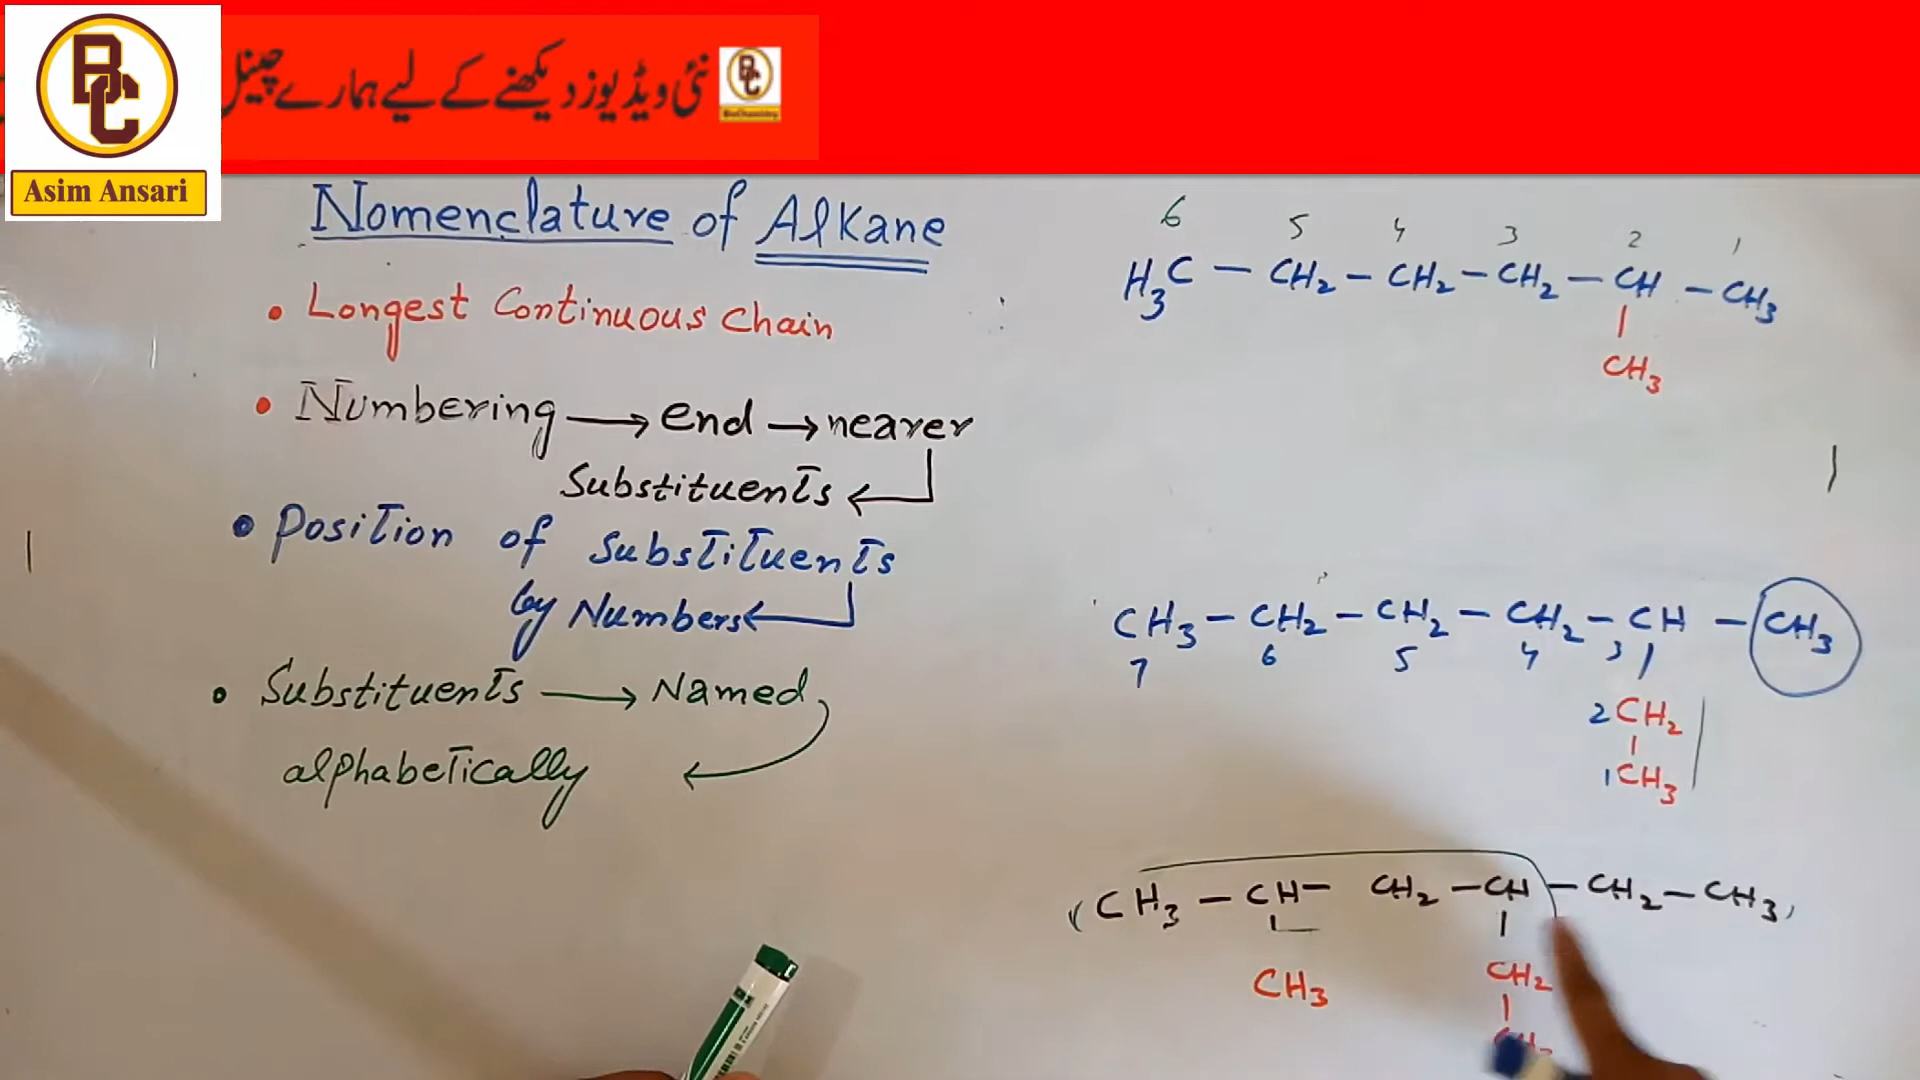 نئی ویڈیوز دیکھنے کے لیے ہمارے چینل
BC
Asim Ansari
Nomenclature of Alkane
• Longest Continuous Chain
• Numbering → end → nearer
Substituents
• Position of Substituents
by Numbers
• Substituents → Named
alphabetically
6 5 4 3 2 1
H₃C – CH₂ – CH₂ – CH₂ – CH – CH₃
|
CH₃
CH₃ – CH₂ – CH₂ – CH₂ – CH – CH₃
7 6 5 4 3
|
2 CH₂
|
1 CH₃
CH₃ – CH – CH₂ – CH – CH₂ – CH₃
| |
CH₃ CH₂
|